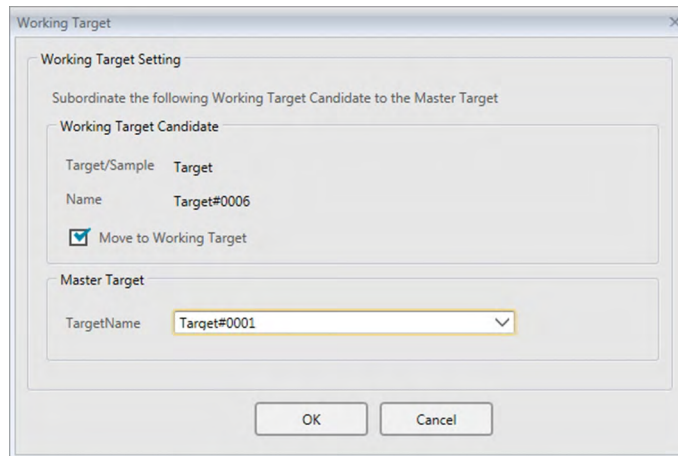 Working Target
Working Target Setting
Subordinate the following Working Target Candidate to the Master Target
Working Target Candidate
Target/Sample Target
Name Target#0006
Move to Working Target
Master Target
TargetName Target#0001
OK Cancel